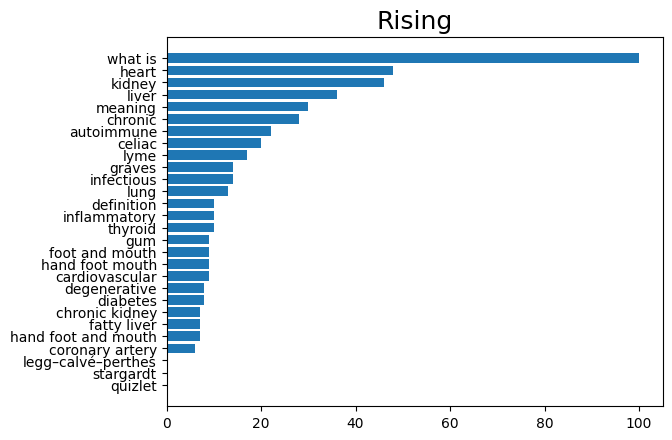 Rising
what is
heart
kidney
liver
meaning
chronic
autoimmune
celiac
lyme
graves
infectious
lung
definition
inflammatory
thyroid
gum
foot and mouth
hand foot mouth
cardiovascular
degenerative
diabetes
chronic kidney
fatty liver
hand foot and mouth
coronary artery
legg–calvé–perthes
stargardt
quizlet
0 20 40 60 80 100